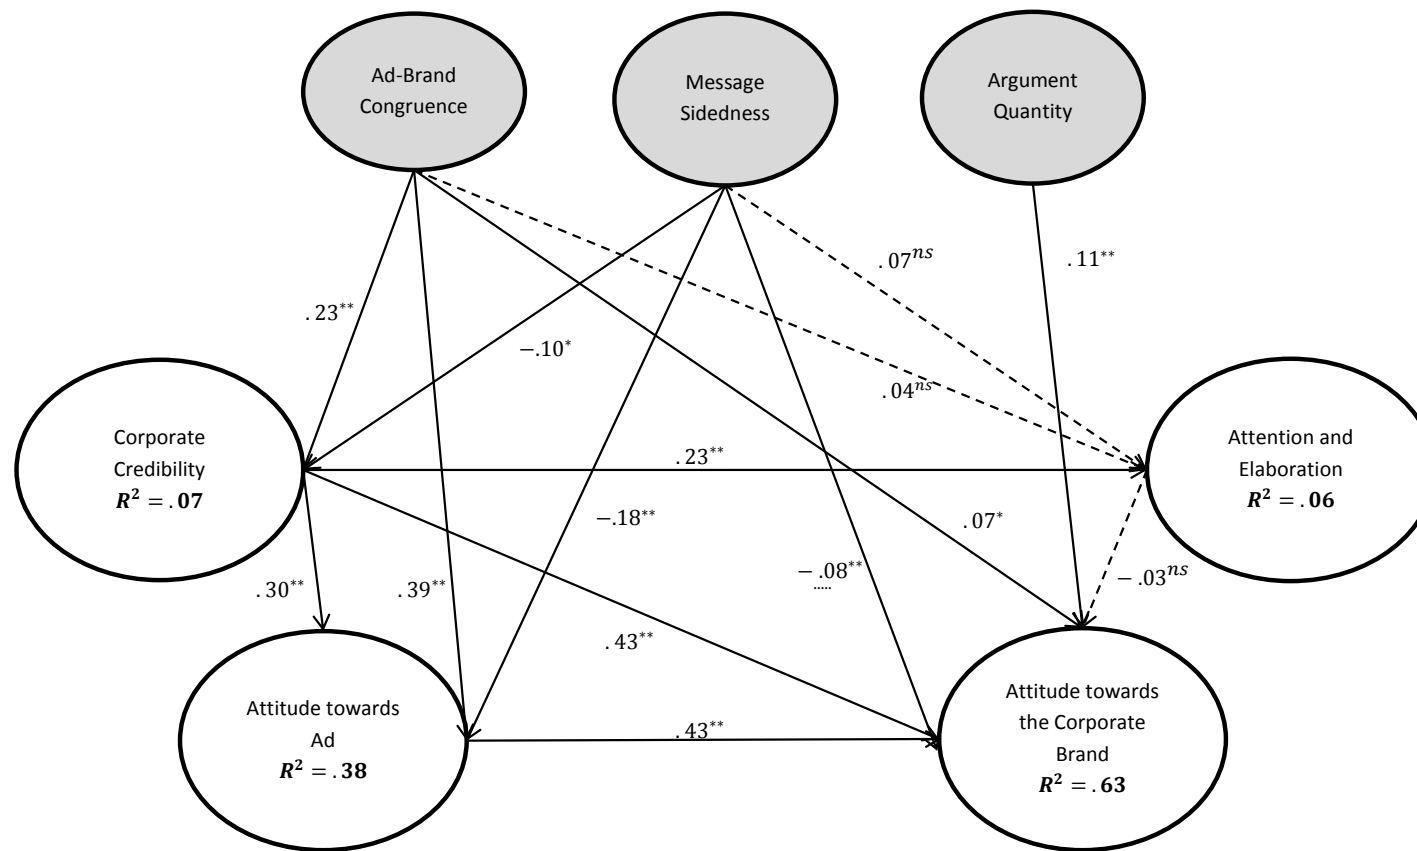 Ad-Brand
Congruence
Message
Sidedness
Argument
Quantity
.07ns
.11**
.23**
−.10*
.04ns
Corporate
Credibility
R² = .07
.23**
Attention and
Elaboration
R² = .06
−.18**
.07*
−.08**
−.03ns
.30**
.39**
.43**
Attitude towards
Ad
R² = .38
.43**
Attitude towards
the Corporate
Brand
R² = .63